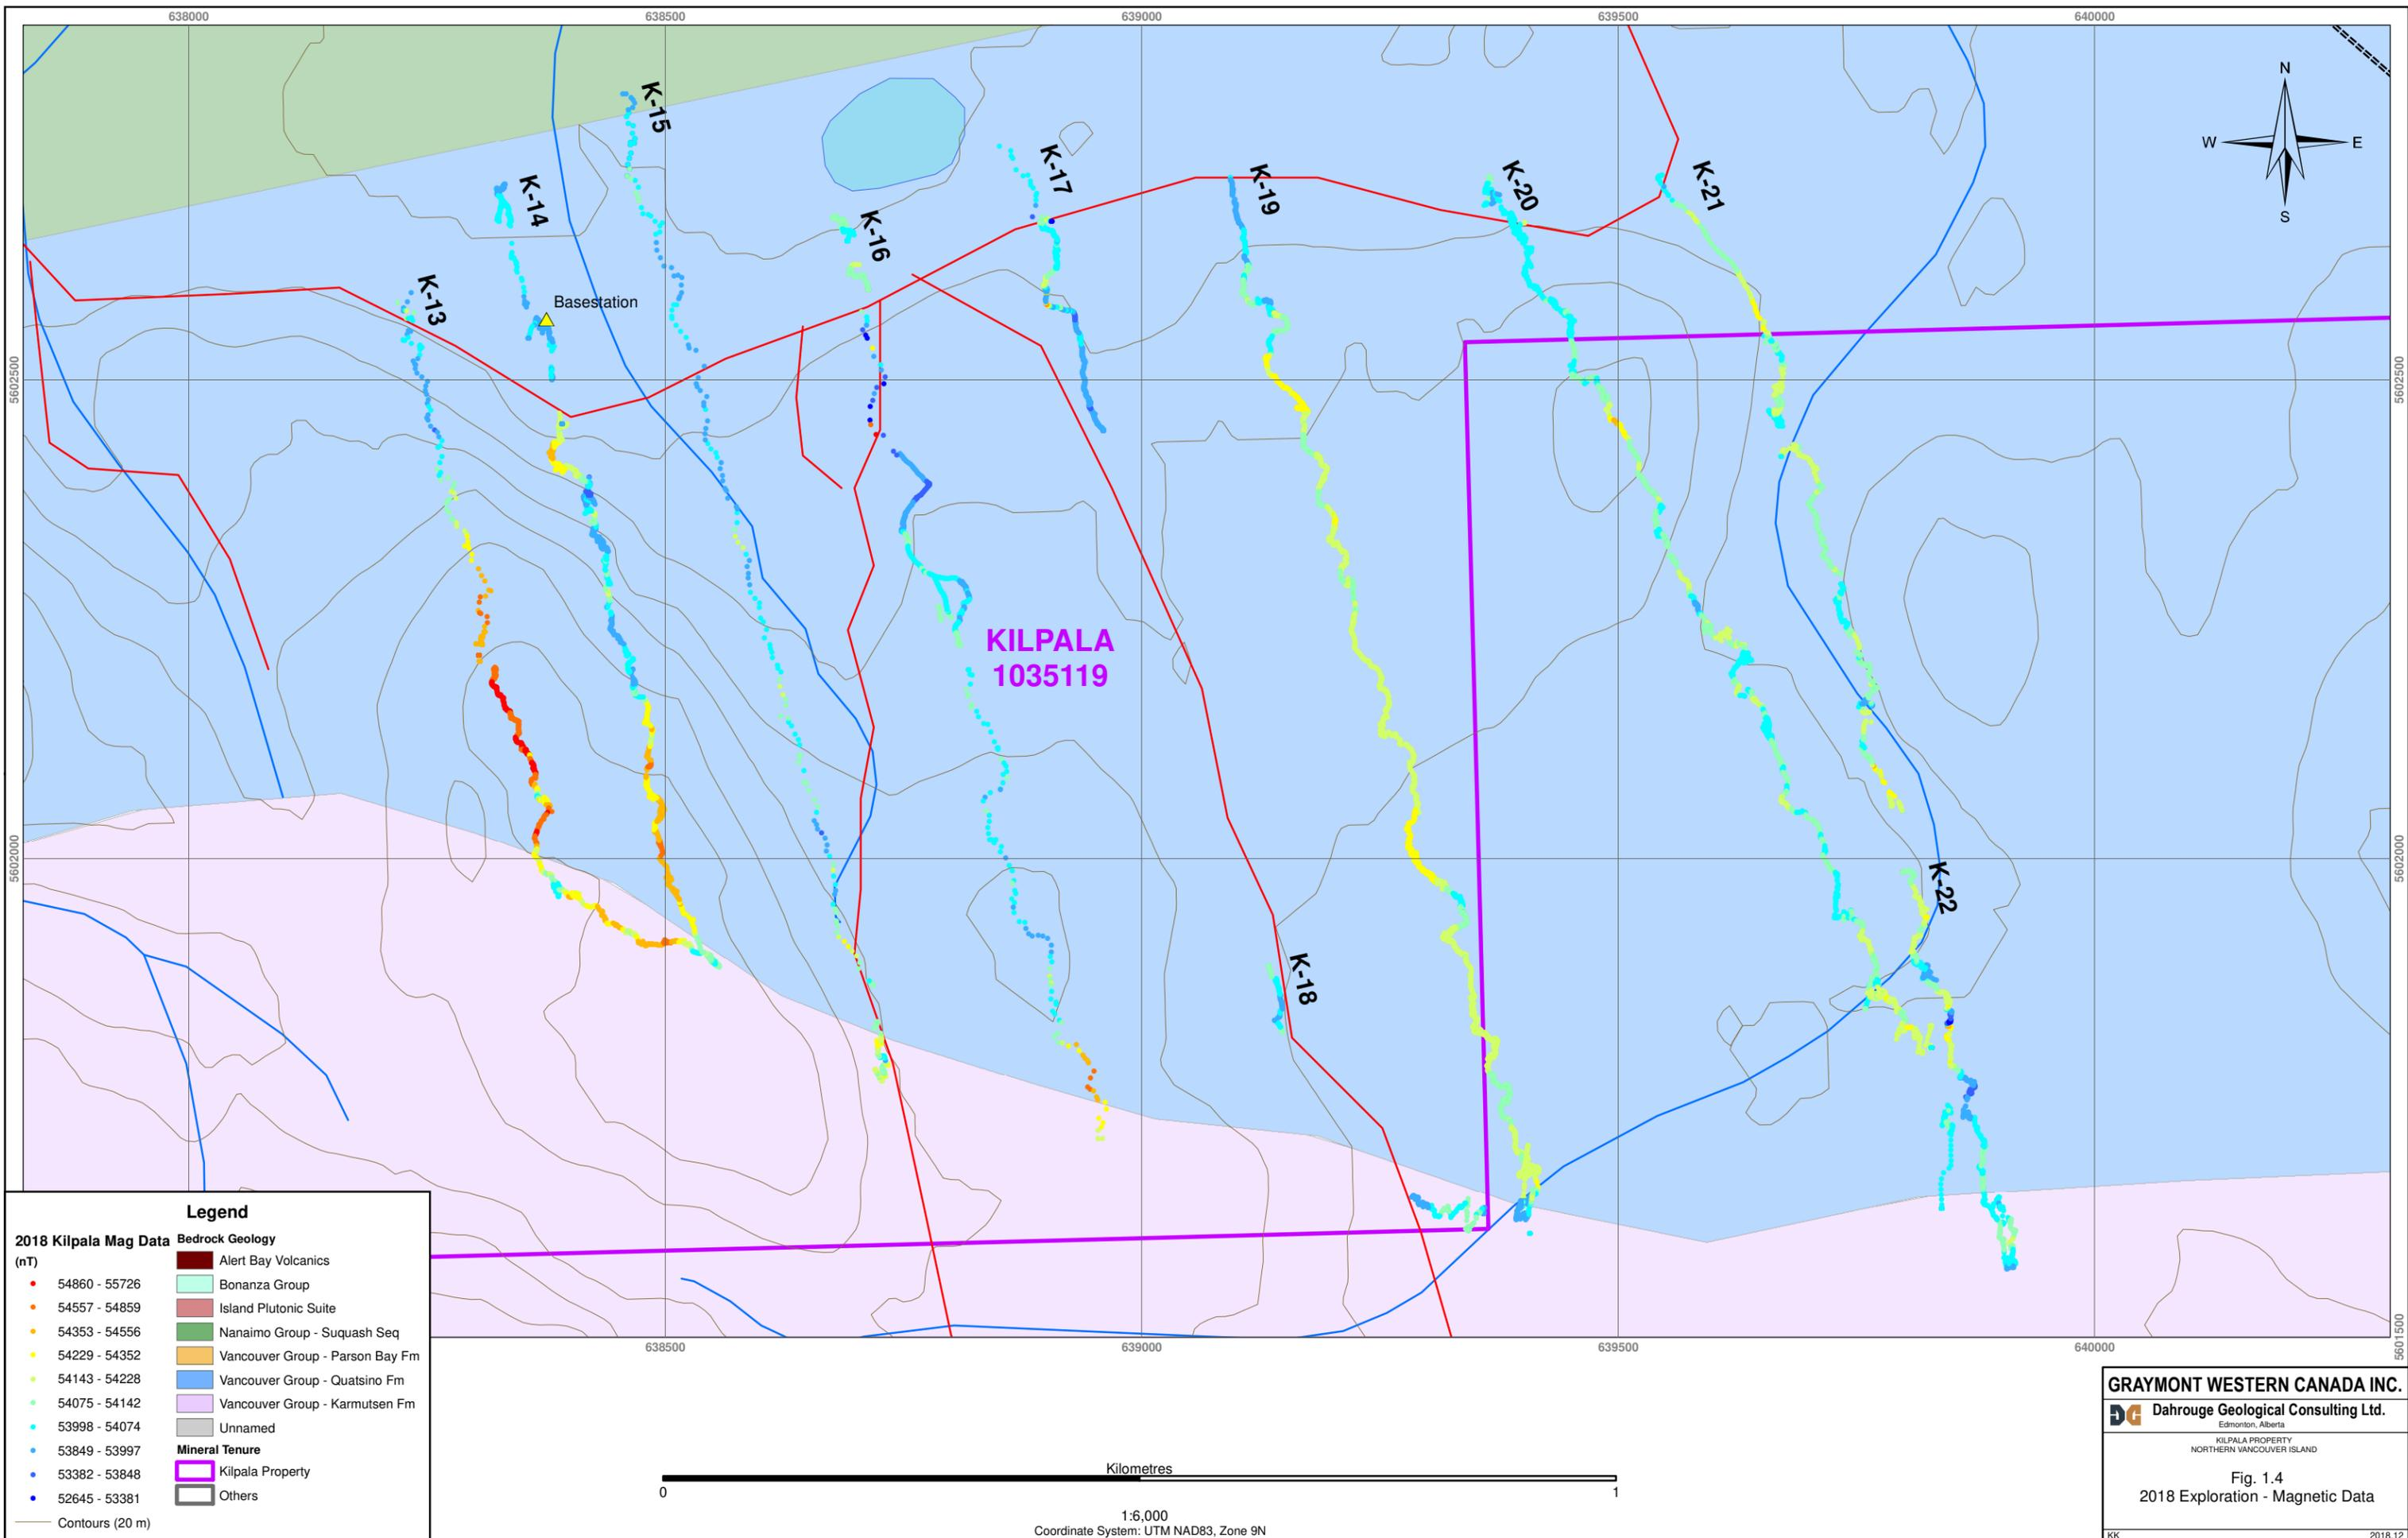 638000 638500 639000 639500 640000
N
W E
S
K-15
K-17
K-14
K-19
K-20
K-21
K-16
K-13
Basestation
5602500 5602500
KILPALA
1035119
5602000 5602000
K-22
K-18
Legend
2018 Kilpala Mag Data
(nT)
54860 - 55726
54557 - 54859
54353 - 54556
54229 - 54352
54143 - 54228
54075 - 54142
53998 - 54074
53849 - 53997
53382 - 53848
52645 - 53381
Contours (20 m)
Bedrock Geology
Alert Bay Volcanics
Bonanza Group
Island Plutonic Suite
Nanaimo Group - Suquash Seq
Vancouver Group - Parson Bay Fm
Vancouver Group - Quatsino Fm
Vancouver Group - Karmutsen Fm
Unnamed
Mineral Tenure
Kilpala Property
Others
638500 639000 639500 640000
5601500
Kilometres
0 1
1:6,000
Coordinate System: UTM NAD83, Zone 9N
GRAYMONT WESTERN CANADA INC.
DG Dahrouge Geological Consulting Ltd.
Edmonton, Alberta
KILPALA PROPERTY
NORTHERN VANCOUVER ISLAND
Fig. 1.4
2018 Exploration - Magnetic Data
KK 2018.12